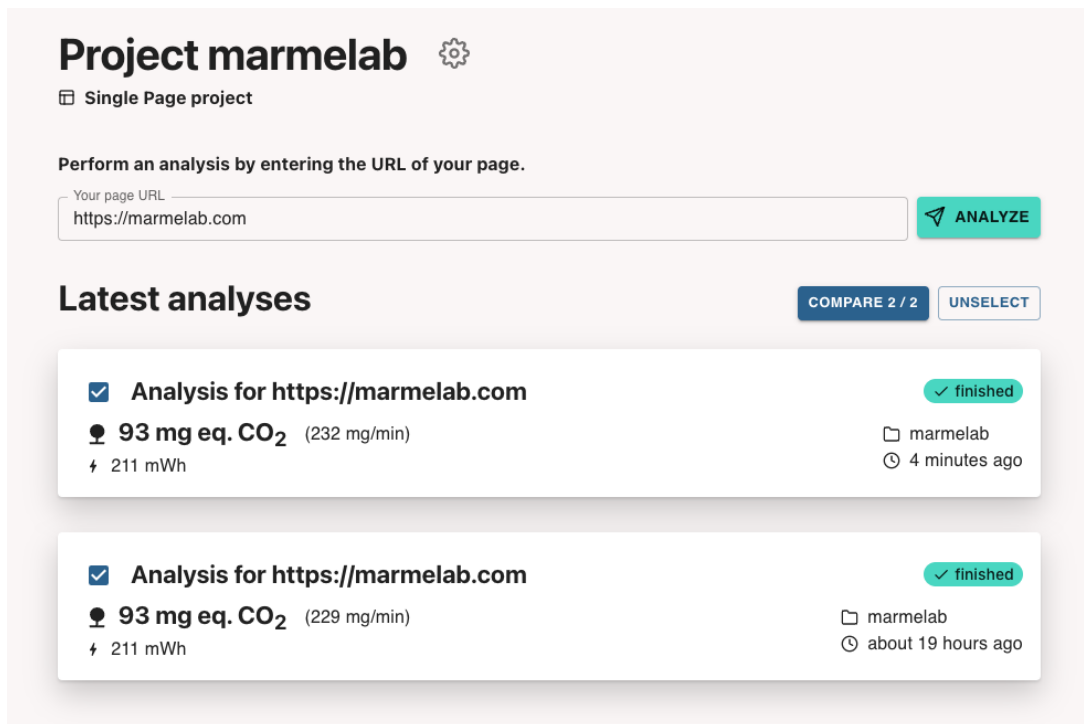 Project marmelab
Single Page project
Perform an analysis by entering the URL of your page.
Your page URL
https://marmelab.com
ANALYZE
Latest analyses
COMPARE 2 / 2
UNSELECT
Analysis for https://marmelab.com
finished
93 mg eq. CO2 (232 mg/min)
marmelab
211 mWh
4 minutes ago
Analysis for https://marmelab.com
finished
93 mg eq. CO2 (229 mg/min)
marmelab
211 mWh
about 19 hours ago